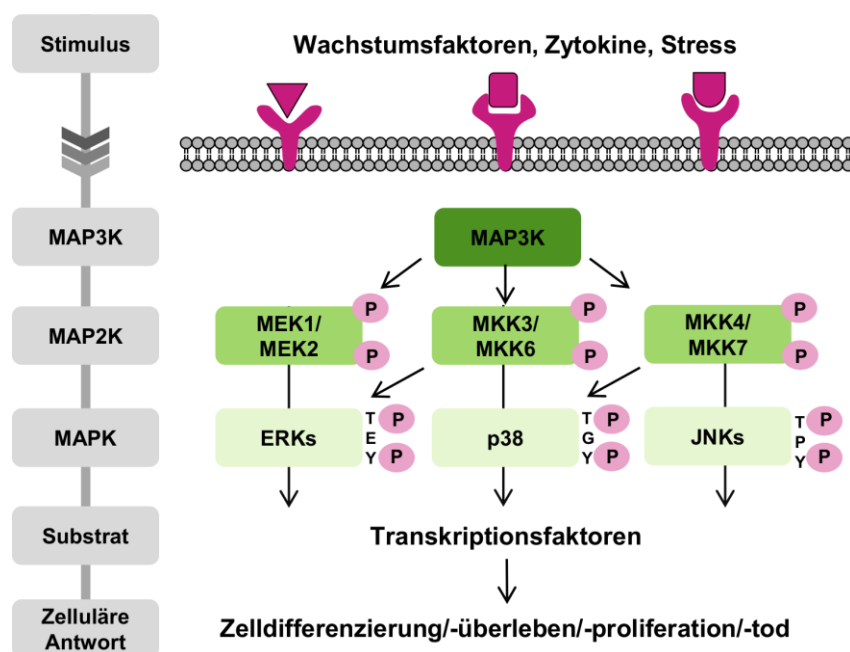 Stimulus
Wachstumsfaktoren, Zytokine, Stress
MAP3K
MAP3K
MAP2K
MEK1/
MEK2
P
P
MKK3/
MKK6
P
P
MKK4/
MKK7
P
P
MAPK
ERKs
T
E
Y
P
P
p38
T
G
Y
P
P
JNKs
T
P
Y
P
P
Substrat
Transkriptionsfaktoren
Zelluläre
Antwort
Zelldifferenzierung/-überleben/-proliferation/-tod